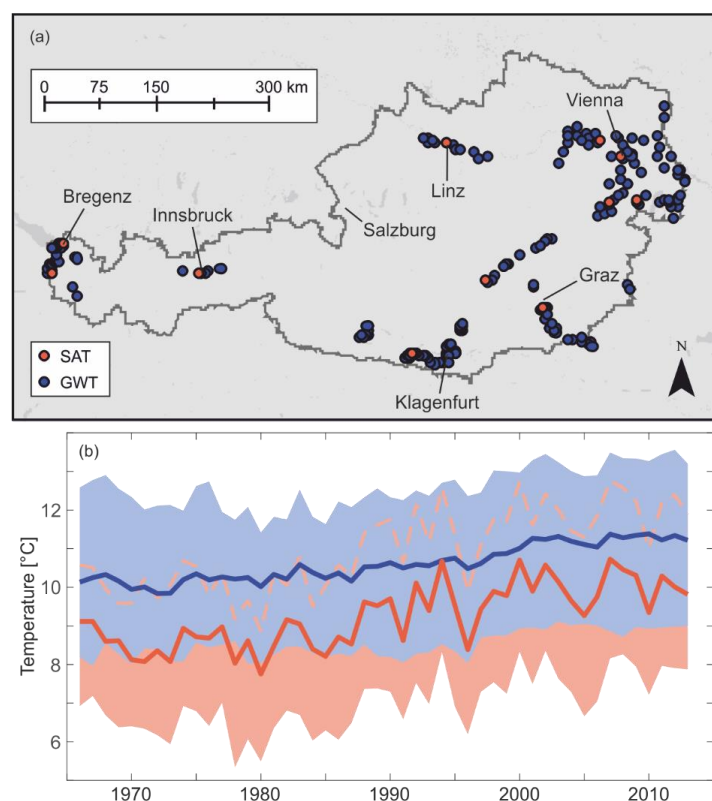 (a)
0 75 150 300 km
Vienna
Linz
Bregenz
Innsbruck
Salzburg
Graz
SAT
GWT
N
Klagenfurt
(b)
Temperature [°C]
12
10
8
6
1970 1980 1990 2000 2010